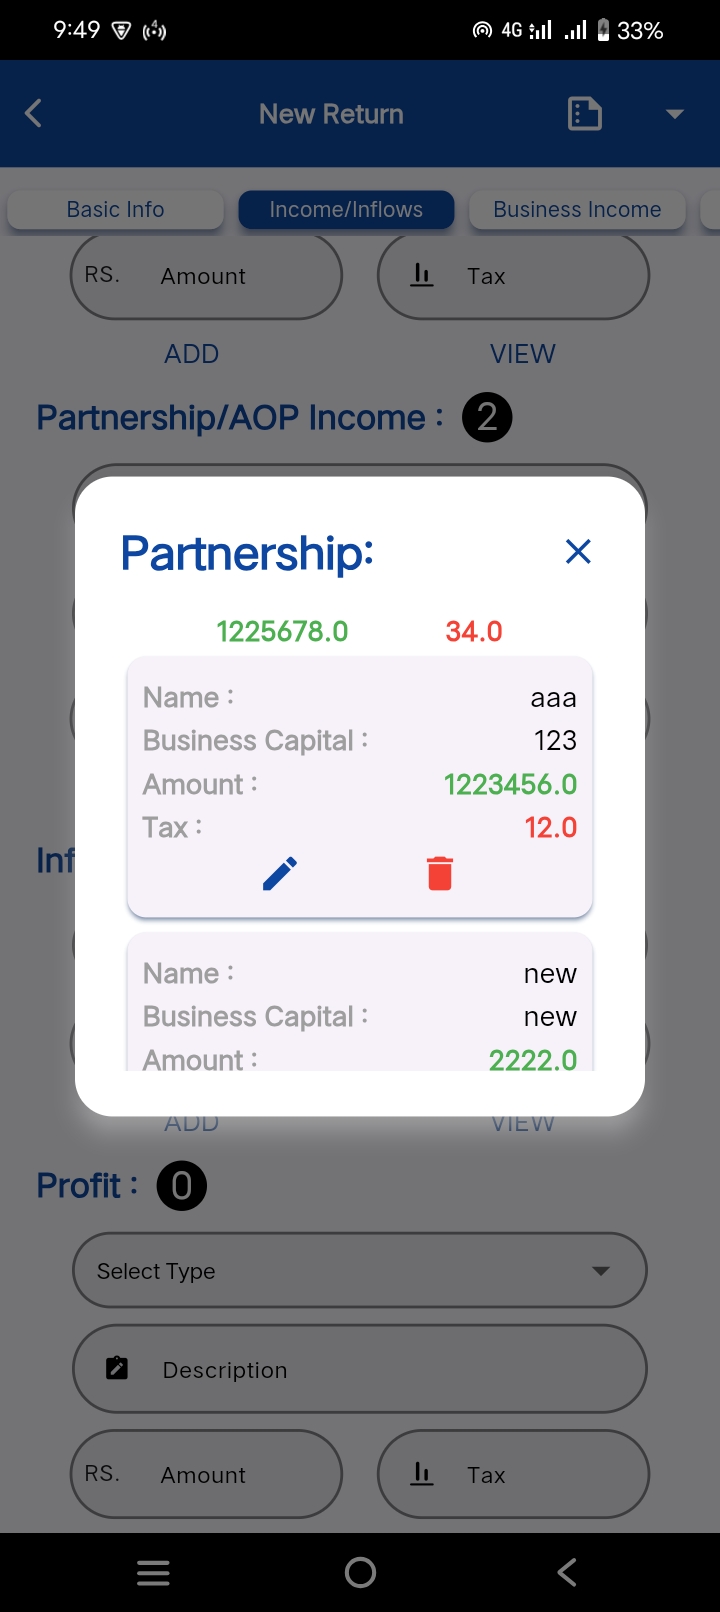 9:49 4 4G 33%
New Return
Basic Info Income/Inflows Business Income
RS. Amount Tax
ADD VIEW
Partnership/AOP Income : 2
Partnership:
1225678.0 34.0
Name : aaa
Business Capital : 123
Amount : 1223456.0
Tax : 12.0
Inf
Name : new
Business Capital : new
Amount : 2222.0
ADD VIEW
Profit : 0
Select Type
Description
RS. Amount Tax